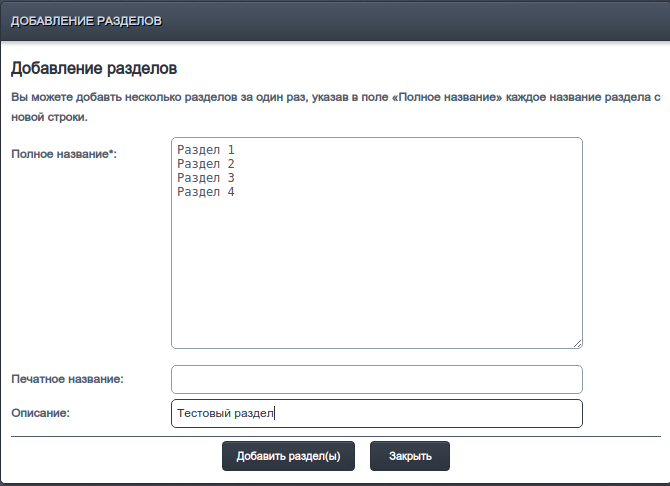 ДОБАВЛЕНИЕ РАЗДЕЛОВ
Добавление разделов
Вы можете добавть несколько разделов за один раз, указав в поле «Полное название» каждое название раздела с
новой строки.
Полное название*:
Раздел 1
Раздел 2
Раздел 3
Раздел 4
Печатное название:
Описание:
Тестовый раздел
Добавить раздел(ы)
Закрыть